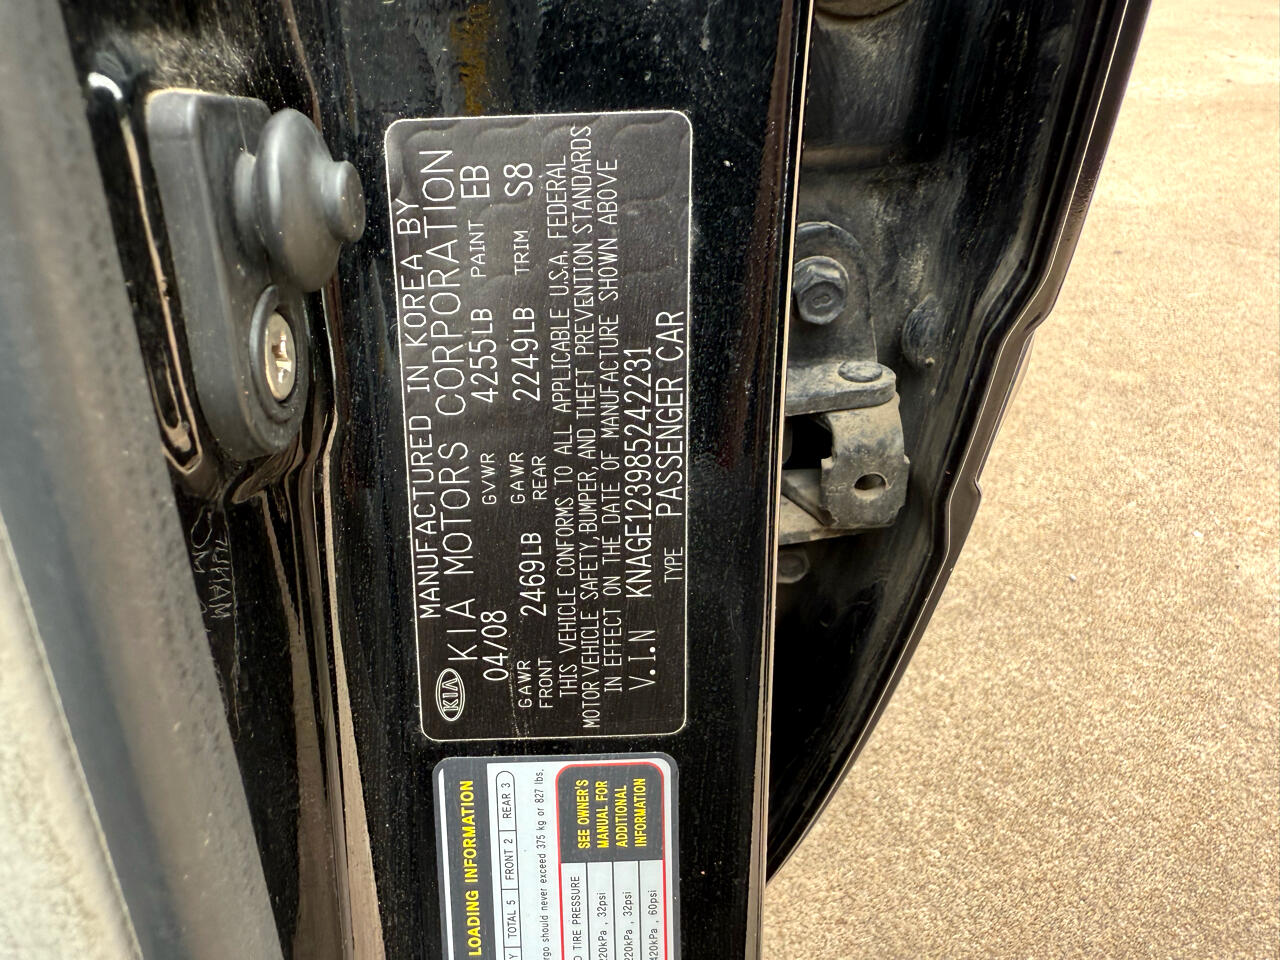 MANUFACTURED IN KOREA BY
KIA KIA MOTORS CORPORATION
04/08 GVWR 4255LB PAINT EB
GAWR FRONT 2469LB GAWR REAR 2249LB TRIM S8
THIS VEHICLE CONFORMS TO ALL APPLICABLE U.S.A. FEDERAL
MOTOR VEHICLE SAFETY, BUMPER, AND THEFT PREVENTION STANDARDS
IN EFFECT ON THE DATE OF MANUFACTURE SHOWN ABOVE
V.I.N KNAGE123985242231
TYPE PASSENGER CAR
LOADING INFORMATION
TOTAL 5 FRONT 2 REAR 3
should never exceed 375 kg or 827 lbs.
TIRE PRESSURE
SEE OWNER'S
MANUAL FOR
ADDITIONAL
INFORMATION
220kPa, 32psi
220kPa, 32psi
420kPa, 60psi